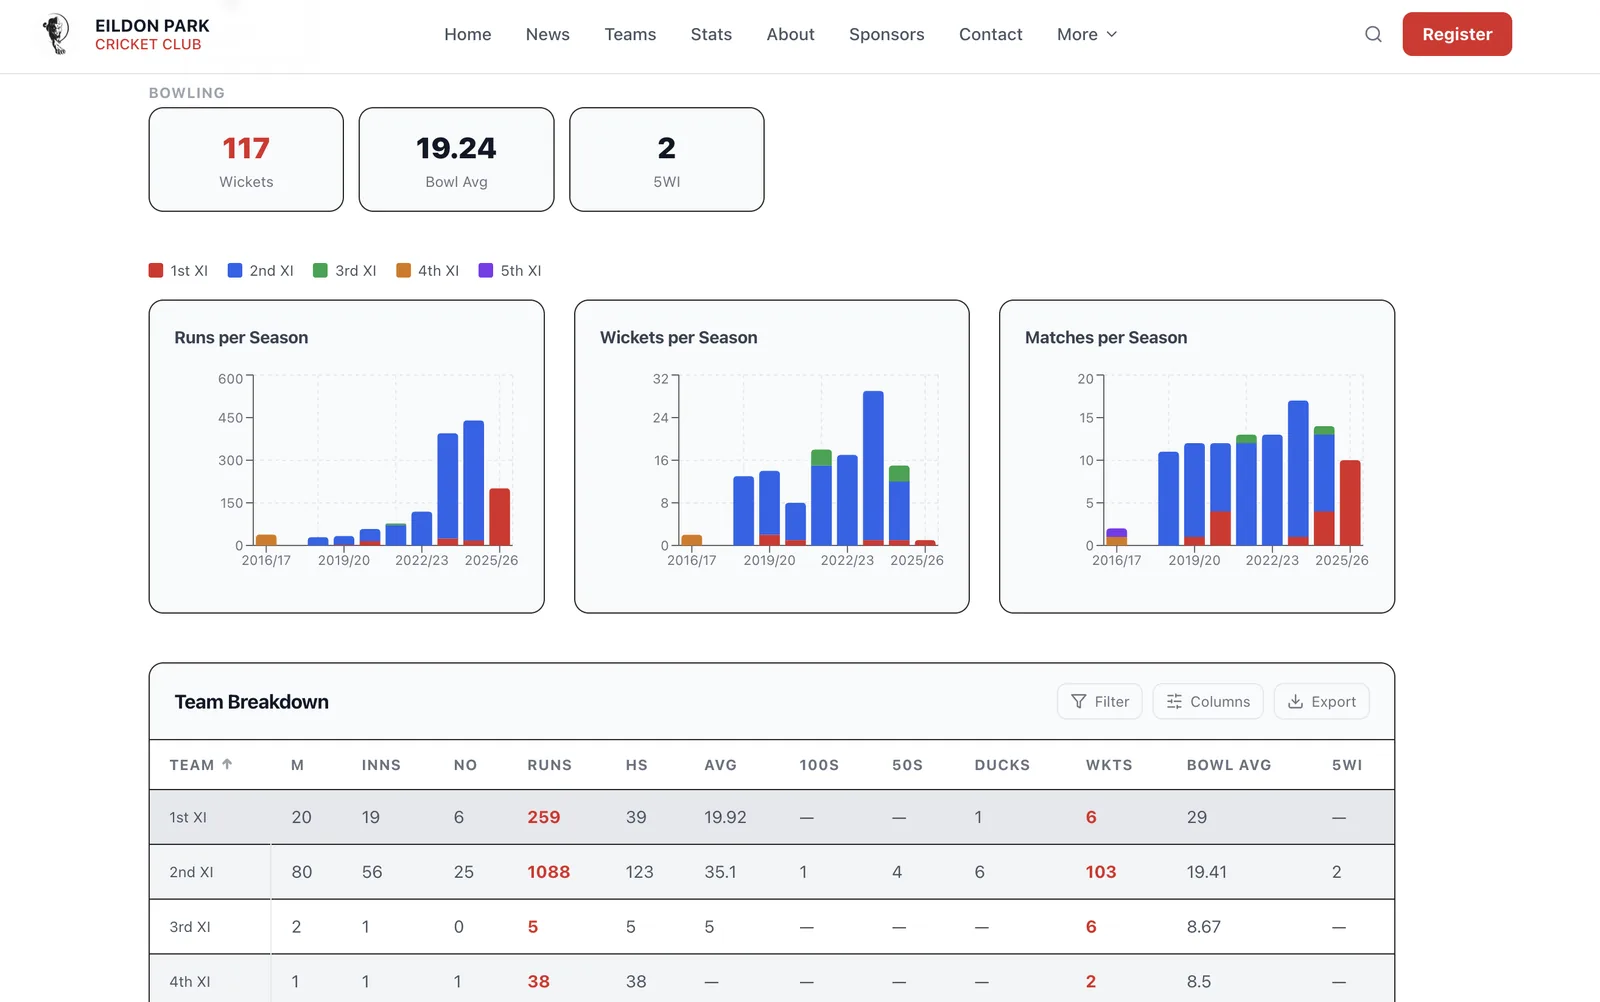 EILDON PARK
CRICKET CLUB
Home News Teams Stats About Sponsors Contact More
Register
BOWLING
117 19.24 2
Wickets Bowl Avg 5WI
1st XI 2nd XI 3rd XI 4th XI 5th XI
Runs per Season
600
450
300
150
0
2016/17 2019/20 2022/23 2025/26
Wickets per Season
32
24
16
8
0
2016/17 2019/20 2022/23 2025/26
Matches per Season
20
15
10
5
0
2016/17 2019/20 2022/23 2025/26
Team Breakdown
Filter Columns Export
TEAM ↑ M INNS NO RUNS HS AVG 100S 50S DUCKS WKTS BOWL AVG 5WI
1st XI 20 19 6 259 39 19.92 — — 1 6 29 —
2nd XI 80 56 25 1088 123 35.1 1 4 6 103 19.41 2
3rd XI 2 1 0 5 5 5 — — — 6 8.67 —
4th XI 1 1 1 38 38 — — — — 2 8.5 —